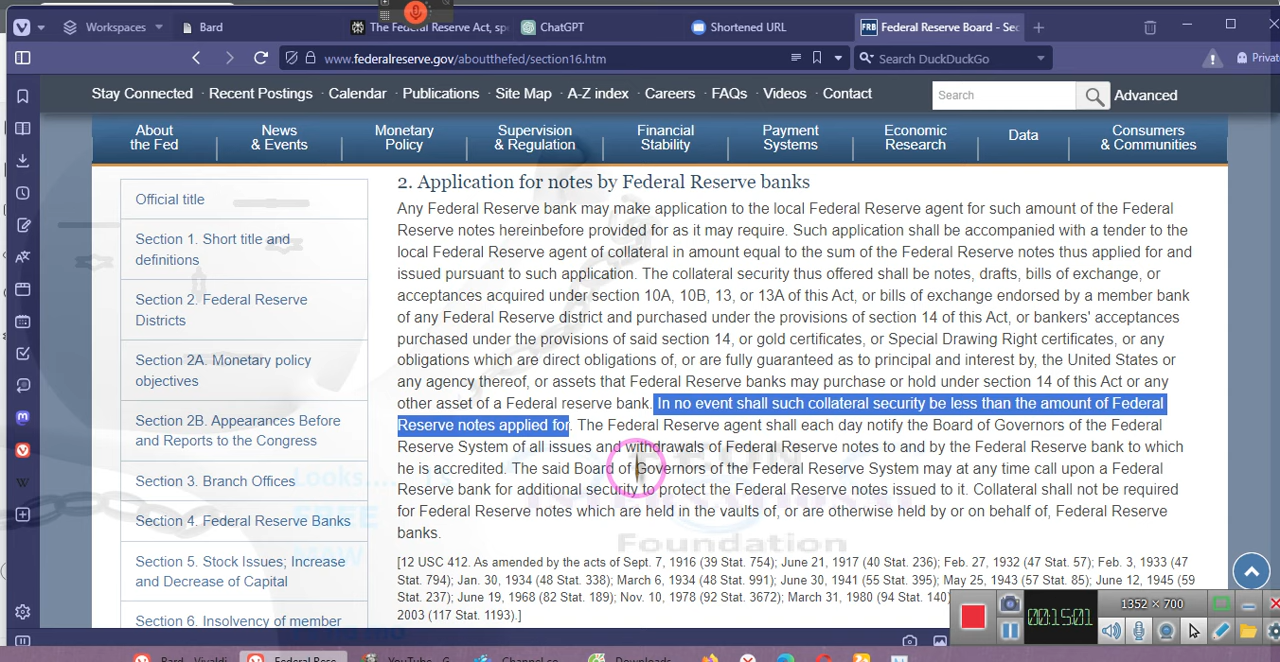 Workspaces
Bard
The Federal Reserve Act, sp
ChatGPT
Shortened URL
FRB
Federal Reserve Board - Sec
www.federalreserve.gov/aboutthefed/section16.htm
Search DuckDuckGo
Privat
Stay Connected · Recent Postings · Calendar · Publications · Site Map · A-Z index · Careers · FAQs · Videos · Contact
Search
Advanced
About the Fed
News & Events
Monetary Policy
Supervision & Regulation
Financial Stability
Payment Systems
Economic Research
Data
Consumers & Communities
Official title
Section 1. Short title and
definitions
Section 2. Federal Reserve
Districts
Section 2A. Monetary policy
objectives
Section 2B. Appearances Before
and Reports to the Congress
Section 3. Branch Offices
Section 4. Federal Reserve Banks
Section 5. Stock Issues; Increase
and Decrease of Capital
Section 6. Insolvency of member
2. Application for notes by Federal Reserve banks
Any Federal Reserve bank may make application to the local Federal Reserve agent for such amount of the Federal
Reserve notes hereinbefore provided for as it may require. Such application shall be accompanied with a tender to the
local Federal Reserve agent of collateral in amount equal to the sum of the Federal Reserve notes thus applied for and
issued pursuant to such application. The collateral security thus offered shall be notes, drafts, bills of exchange, or
acceptances acquired under section 10A, 10B, 13, or 13A of this Act, or bills of exchange endorsed by a member bank
of any Federal Reserve district and purchased under the provisions of section 14 of this Act, or bankers' acceptances
purchased under the provisions of said section 14, or gold certificates, or Special Drawing Right certificates, or any
obligations which are direct obligations of, or are fully guaranteed as to principal and interest by, the United States or
any agency thereof, or assets that Federal Reserve banks may purchase or hold under section 14 of this Act or any
other asset of a Federal reserve bank. In no event shall such collateral security be less than the amount of Federal
Reserve notes applied for. The Federal Reserve agent shall each day notify the Board of Governors of the Federal
Reserve System of all issues and withdrawals of Federal Reserve notes to and by the Federal Reserve bank to which
he is accredited. The said Board of Governors of the Federal Reserve System may at any time call upon a Federal
Reserve bank for additional security to protect the Federal Reserve notes issued to it. Collateral shall not be required
for Federal Reserve notes which are held in the vaults of, or are otherwise held by or on behalf of, Federal Reserve
banks.
[12 USC 412. As amended by the acts of Sept. 7, 1916 (39 Stat. 754); June 21, 1917 (40 Stat. 236); Feb. 27, 1932 (47 Stat. 57); Feb. 3, 1933 (47
Stat. 794); Jan. 30, 1934 (48 Stat. 338); March 6, 1934 (48 Stat. 991); June 30, 1941 (55 Stat. 395); May 25, 1943 (57 Stat. 85); June 12, 1945 (59
Stat. 237); June 19, 1968 (82 Stat. 189); Nov. 10, 1978 (92 Stat. 3672); March 31, 1980 (94 Stat. 140)
2003 (117 Stat. 1193).]
Looks.....
FREE
MAW
Foundation
00:15:01
1352 × 700
Bard - Vivaldi
Federal Rese
YouTube - G
Channel
Downloads